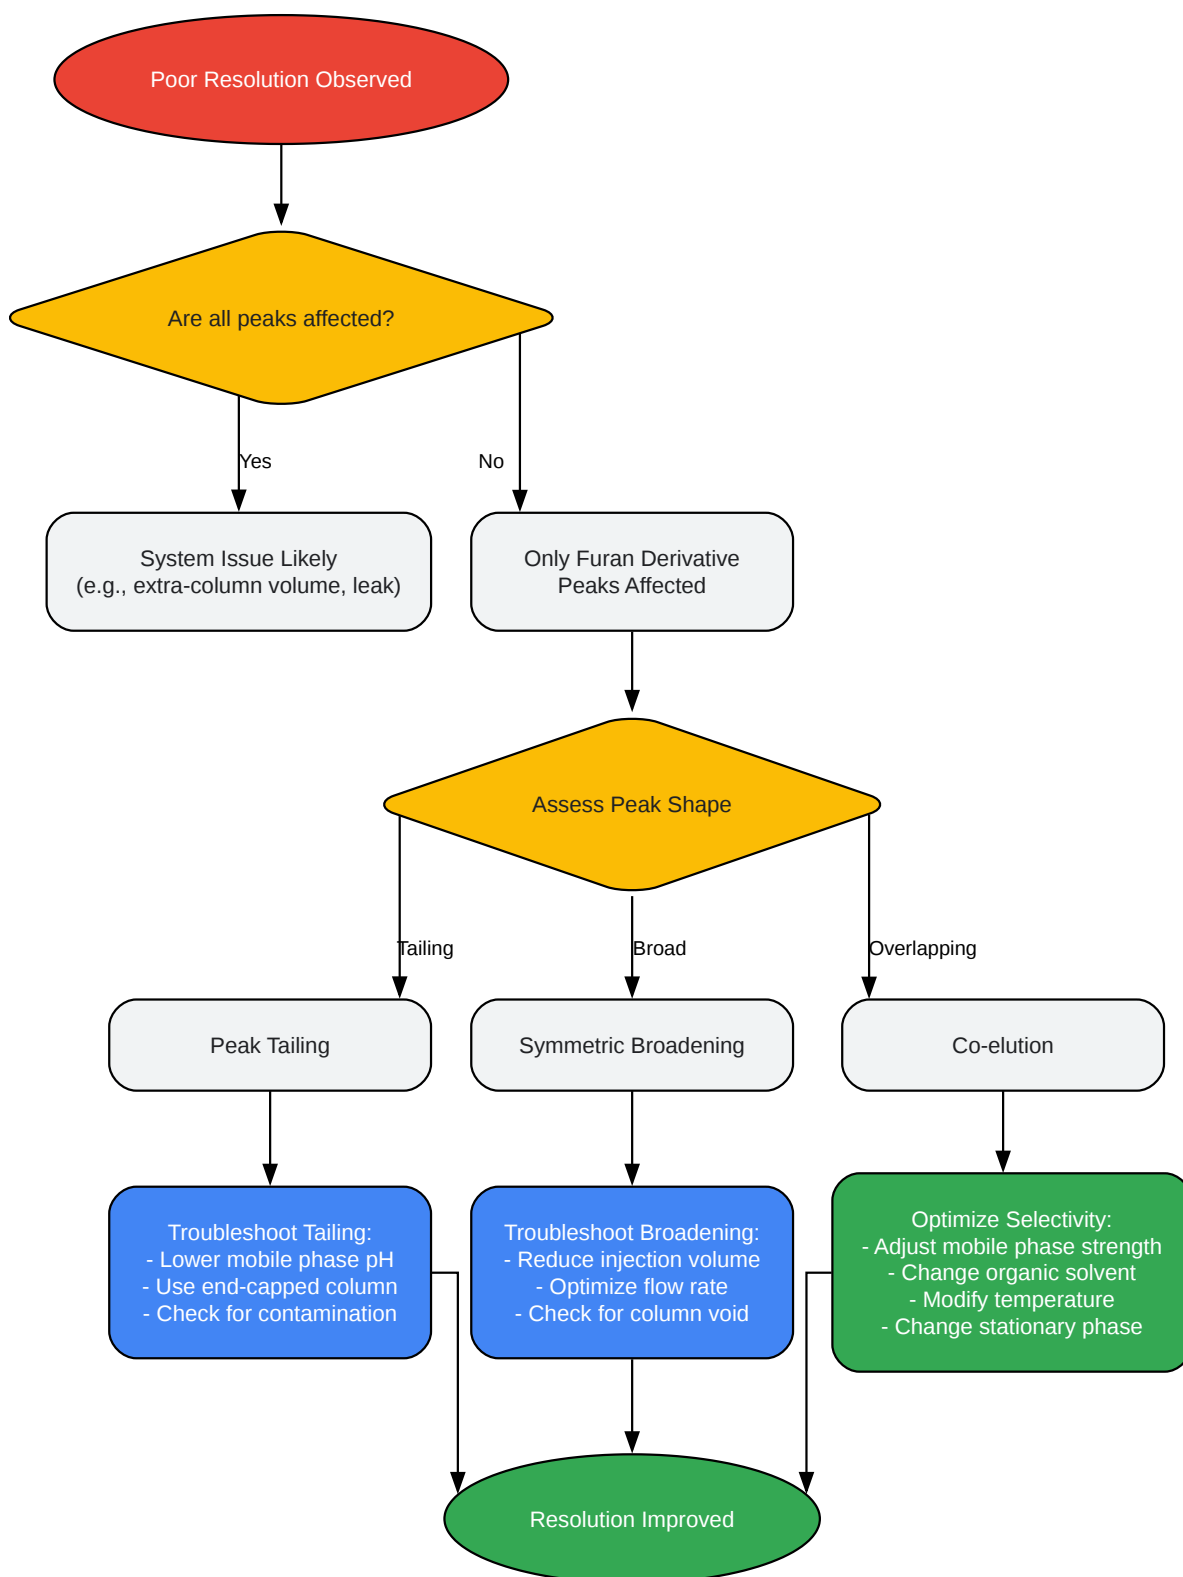 Poor Resolution Observed
Are all peaks affected?
Yes
No
System Issue Likely
(e.g., extra-column volume, leak)
Only Furan Derivative
Peaks Affected
Assess Peak Shape
Tailing
Broad
Overlapping
Peak Tailing
Symmetric Broadening
Co-elution
Troubleshoot Tailing:
- Lower mobile phase pH
- Use end-capped column
- Check for contamination
Troubleshoot Broadening:
- Reduce injection volume
- Optimize flow rate
- Check for column void
Optimize Selectivity:
- Adjust mobile phase strength
- Change organic solvent
- Modify temperature
- Change stationary phase
Resolution Improved